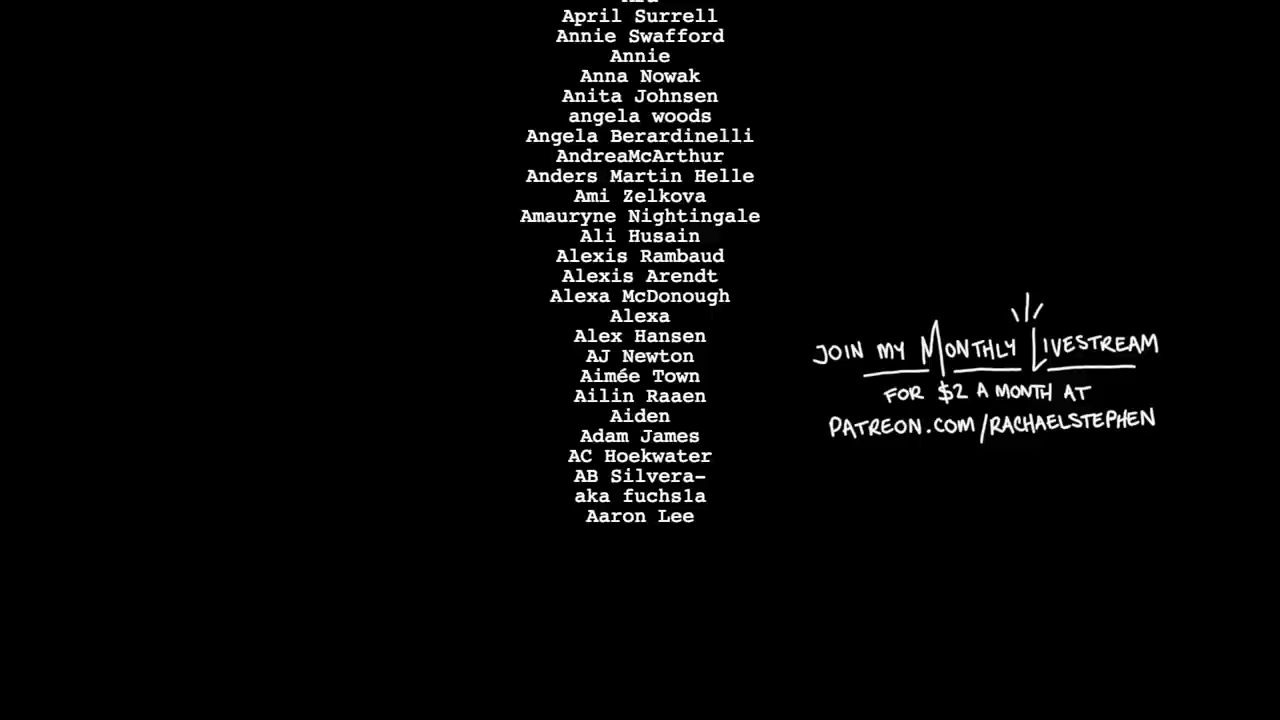 April Surrell
Annie Swafford
Annie
Anna Nowak
Anita Johnsen
angela woods
Angela Berardinelli
AndreaMcArthur
Anders Martin Helle
Ami Zelkova
Amauryne Nightingale
Ali Husain
Alexis Rambaud
Alexis Arendt
Alexa McDonough
Alexa
Alex Hansen
AJ Newton
Aimée Town
Ailin Raaen
Aiden
Adam James
AC Hoekwater
AB Silvera-
aka fuchs1a
Aaron Lee
JOIN MY MONTHLY LIVESTREAM
FOR $2 A MONTH AT
PATREON.COM/RACHAELSTEPHEN